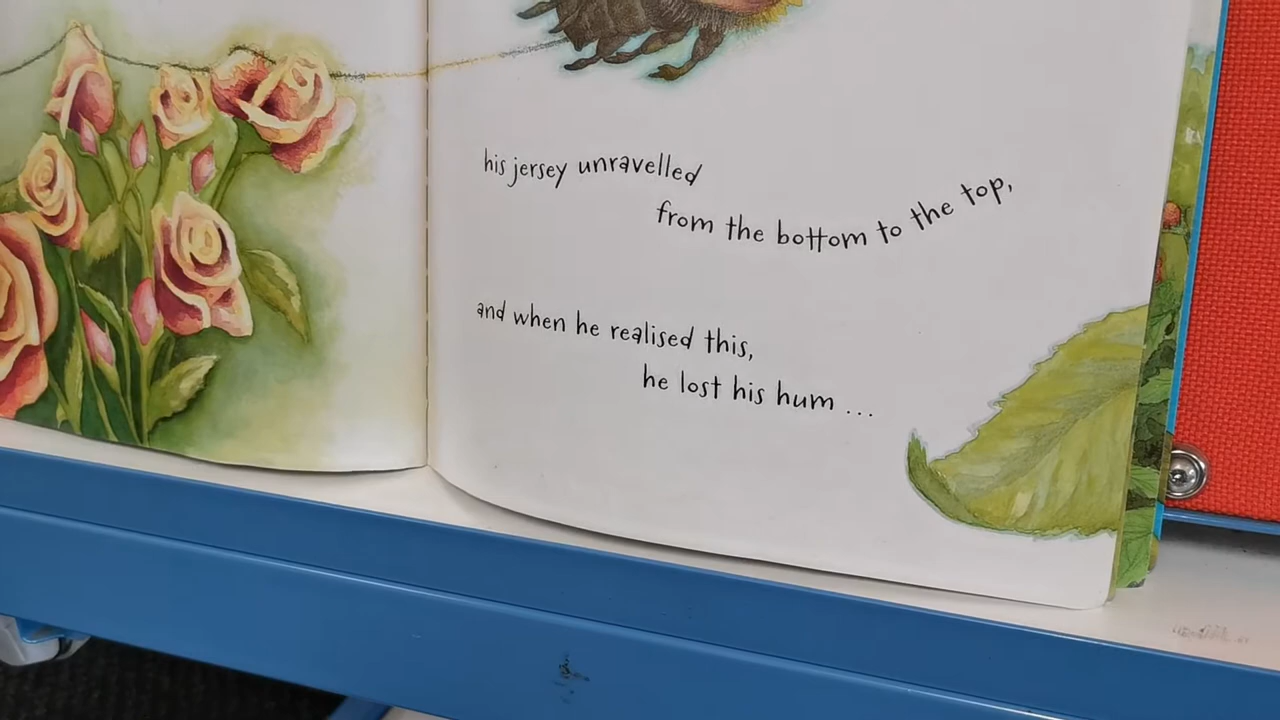 his jersey unravelled
from the bottom to the top,
and when he realised this,
he lost his hum ...